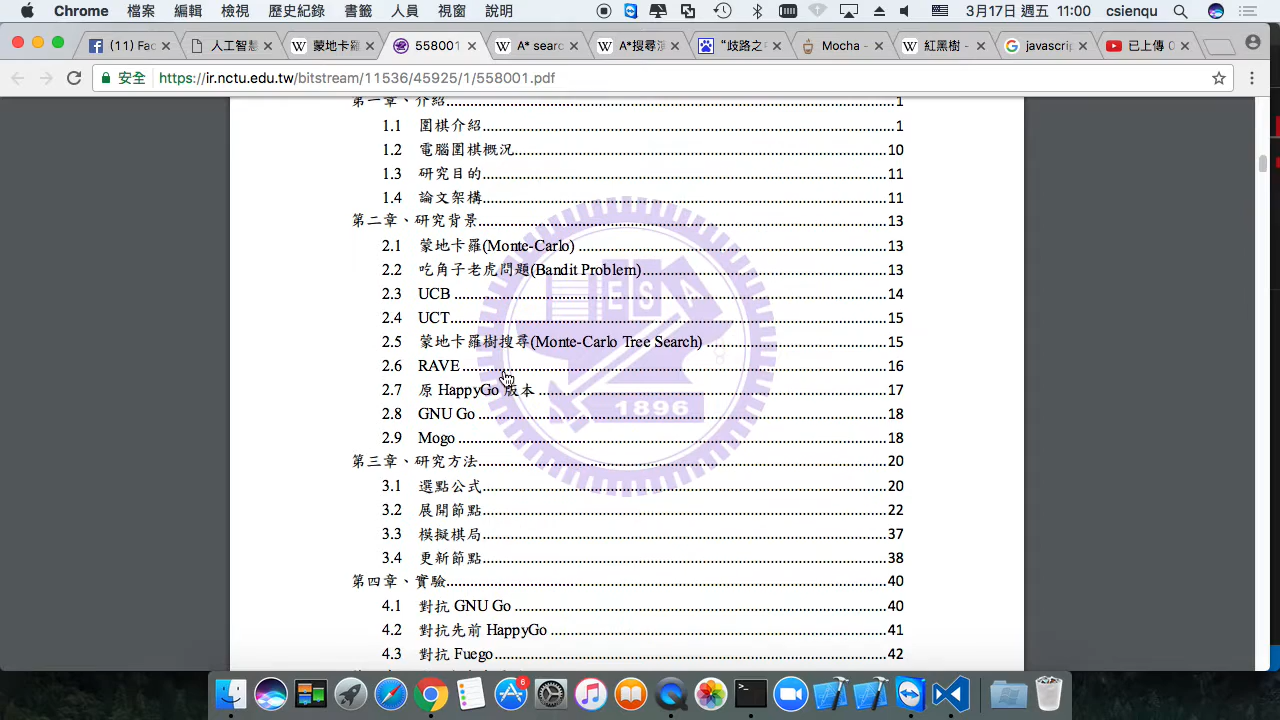 Chrome 檔案 編輯 檢視 歷史紀錄 書籤 人員 視窗 說明 3月17日 週五 11:00 csienqu
(11) Fac 人工智慧 蒙地卡羅 558001 A* searc A*搜尋演 “歧路之 Mocha - 紅黑樹 - javascrip 已上傳 0
安全 https://ir.nctu.edu.tw/bitstream/11536/45925/1/558001.pdf
第一章、介紹 1
1.1 圍棋介紹 1
1.2 電腦圍棋概況 10
1.3 研究目的 11
1.4 論文架構 11
第二章、研究背景 13
2.1 蒙地卡羅(Monte-Carlo) 13
2.2 吃角子老虎問題(Bandit Problem) 13
2.3 UCB 14
2.4 UCT 15
2.5 蒙地卡羅樹搜尋(Monte-Carlo Tree Search) 15
2.6 RAVE 16
2.7 原 HappyGo 版本 17
2.8 GNU Go 18
2.9 Mogo 18
第三章、研究方法 20
3.1 選點公式 20
3.2 展開節點 22
3.3 模擬棋局 37
3.4 更新節點 38
第四章、實驗 40
4.1 對抗 GNU Go 40
4.2 對抗先前 HappyGo 41
4.3 對抗 Fuego 42
ESA
1896
6